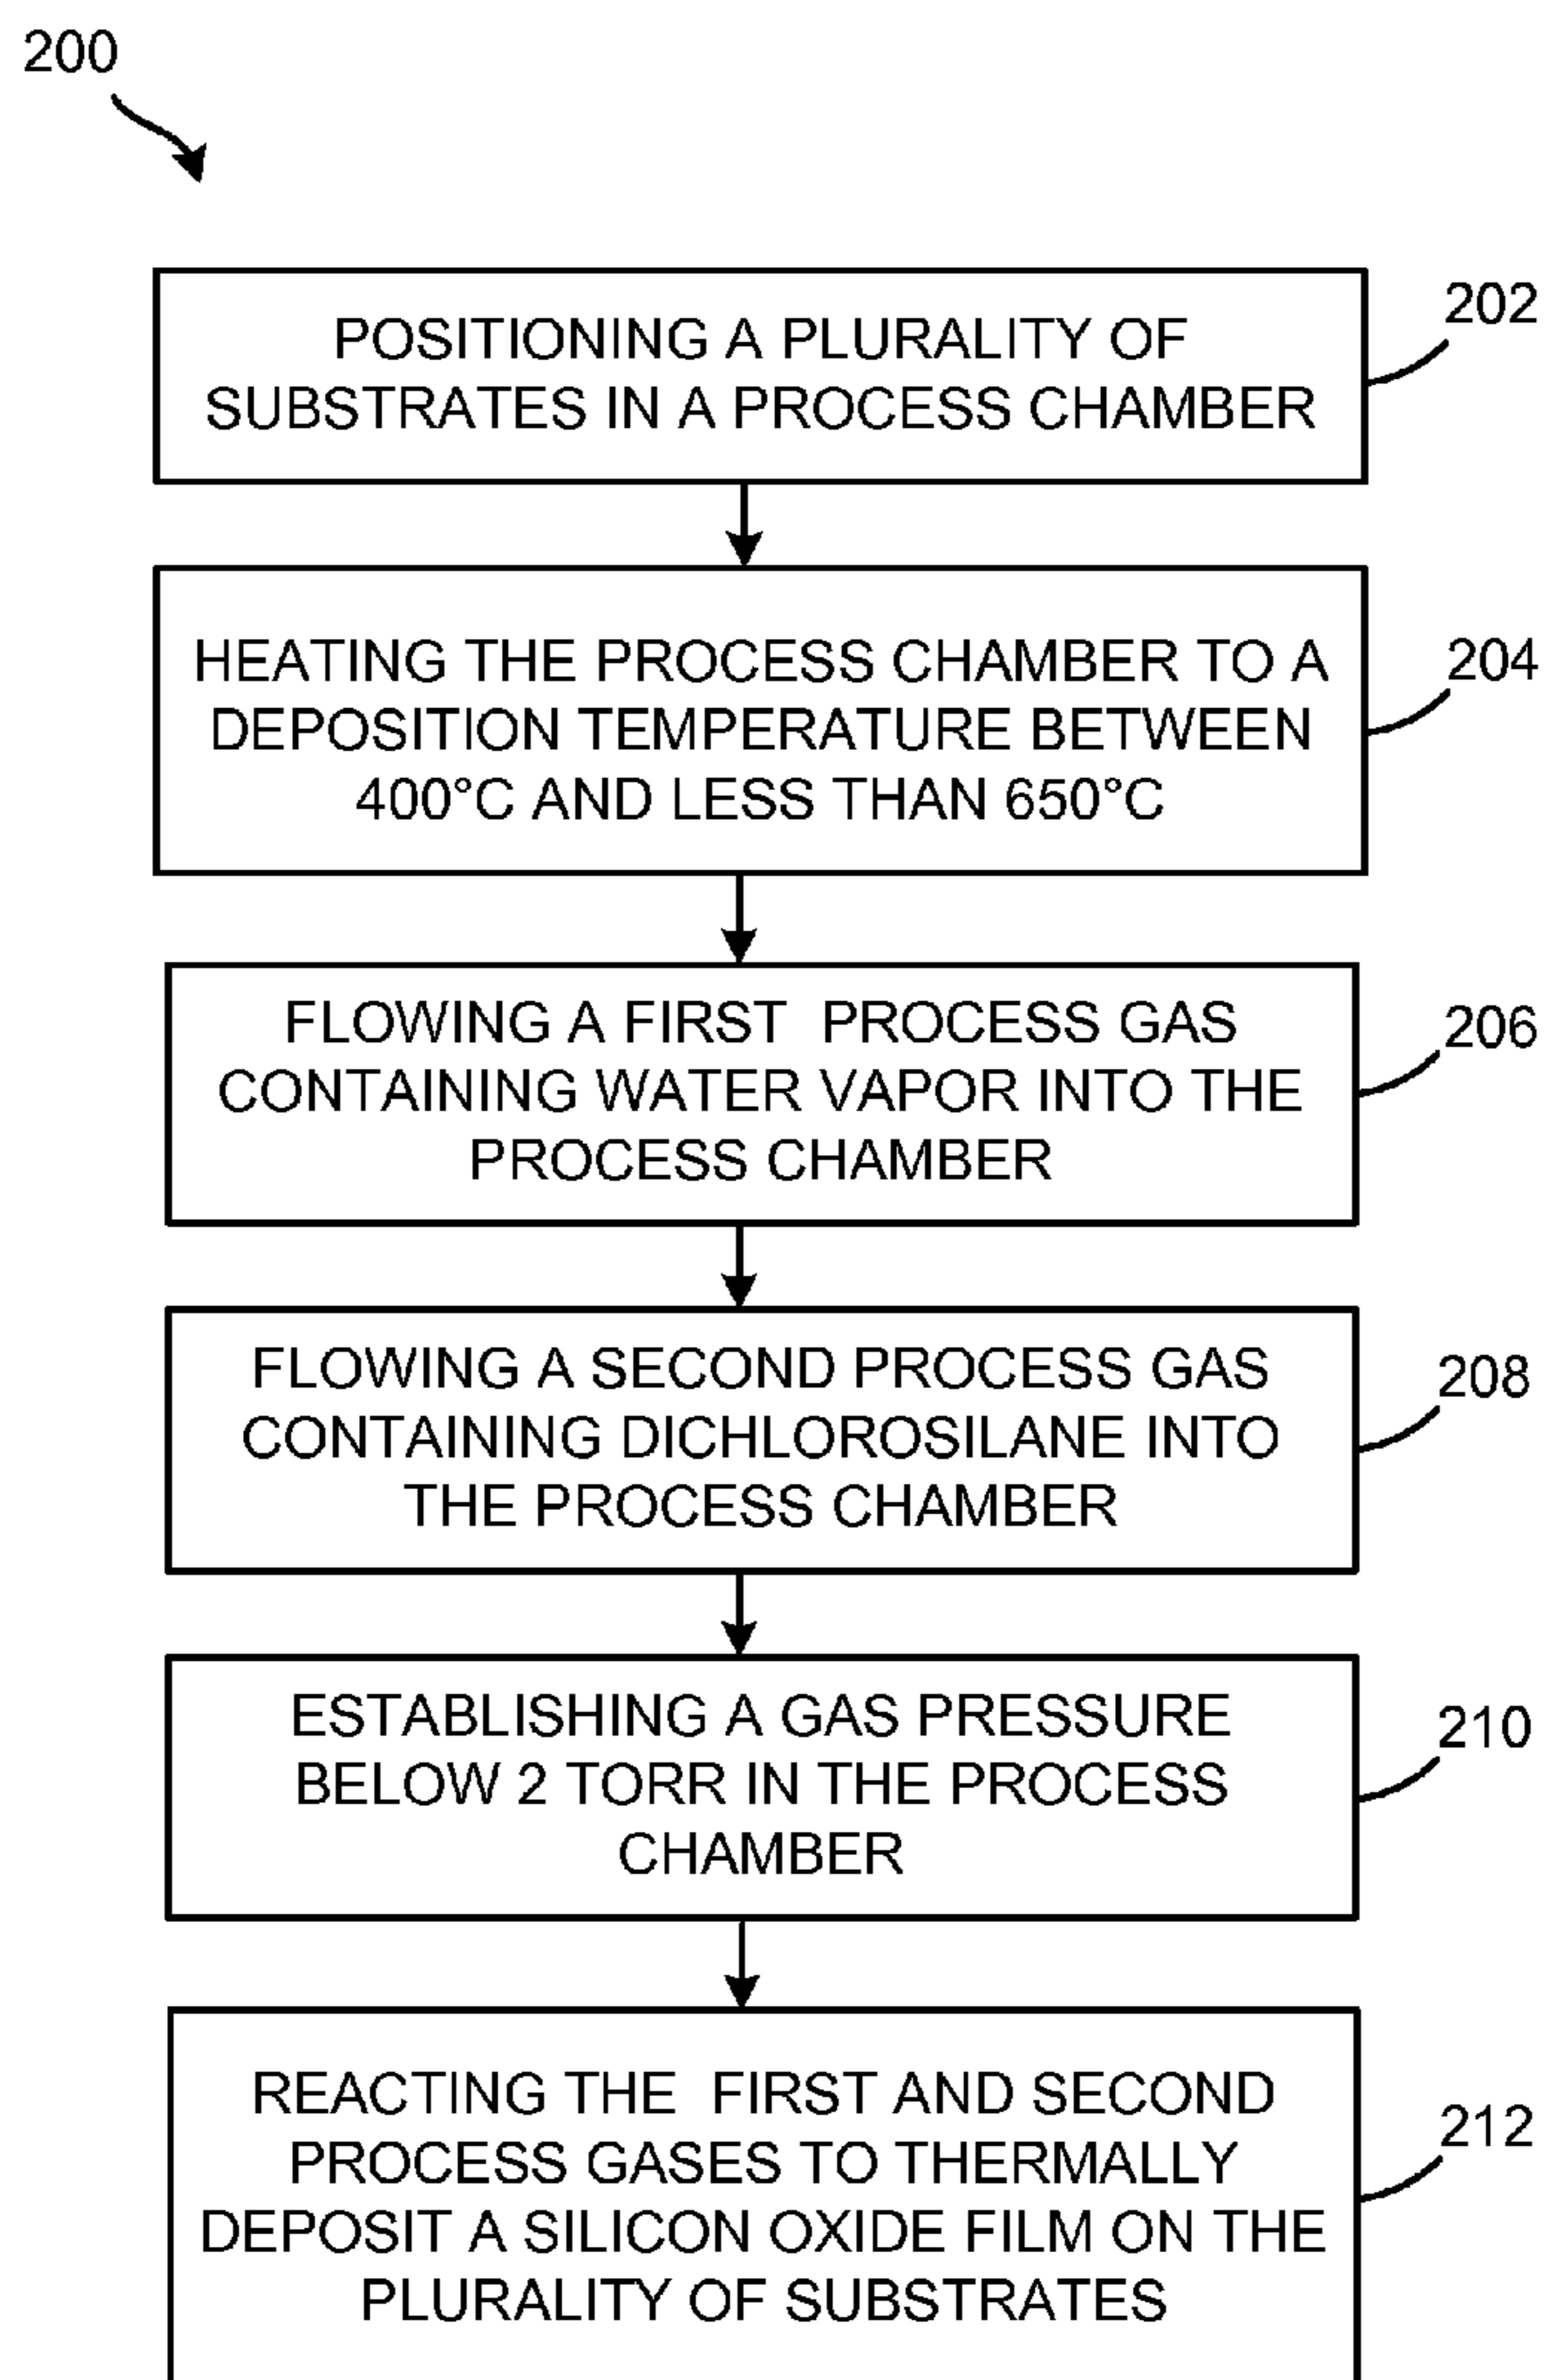 200
POSITIONING A PLURALITY OF
SUBSTRATES IN A PROCESS CHAMBER
202
HEATING THE PROCESS CHAMBER TO A
DEPOSITION TEMPERATURE BETWEEN
400°C AND LESS THAN 650°C
204
FLOWING A FIRST PROCESS GAS
CONTAINING WATER VAPOR INTO THE
PROCESS CHAMBER
206
FLOWING A SECOND PROCESS GAS
CONTAINING DICHLOROSILANE INTO
THE PROCESS CHAMBER
208
ESTABLISHING A GAS PRESSURE
BELOW 2 TORR IN THE PROCESS
CHAMBER
210
REACTING THE FIRST AND SECOND
PROCESS GASES TO THERMALLY
DEPOSIT A SILICON OXIDE FILM ON THE
PLURALITY OF SUBSTRATES
212